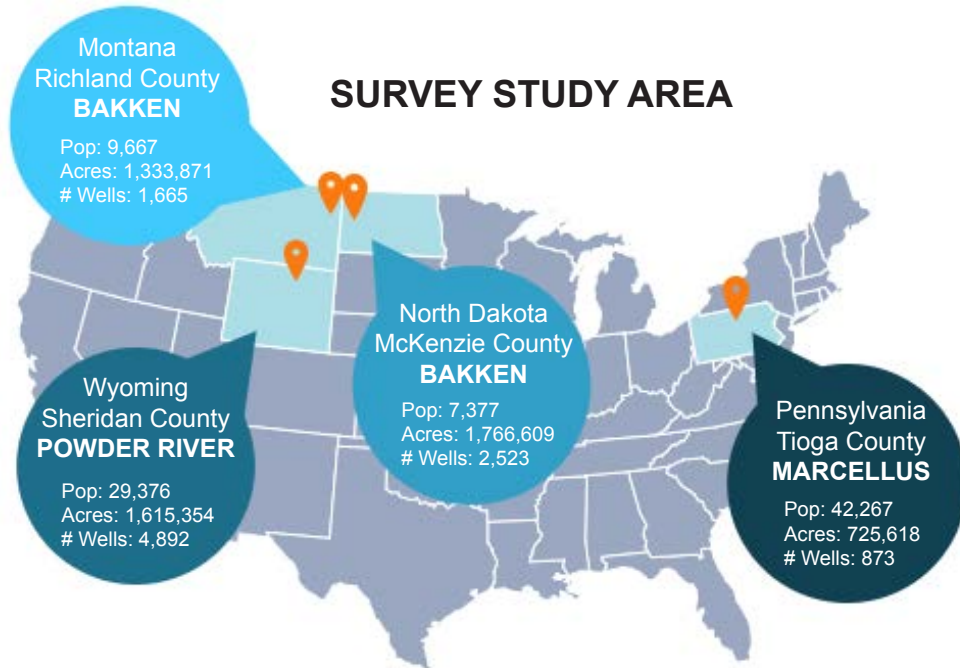 SURVEY STUDY AREA
Montana
Richland County
BAKKEN
Pop: 9,667
Acres: 1,333,871
# Wells: 1,665
North Dakota
McKenzie County
BAKKEN
Pop: 7,377
Acres: 1,766,609
# Wells: 2,523
Wyoming
Sheridan County
POWDER RIVER
Pop: 29,376
Acres: 1,615,354
# Wells: 4,892
Pennsylvania
Tioga County
MARCELLUS
Pop: 42,267
Acres: 725,618
# Wells: 873